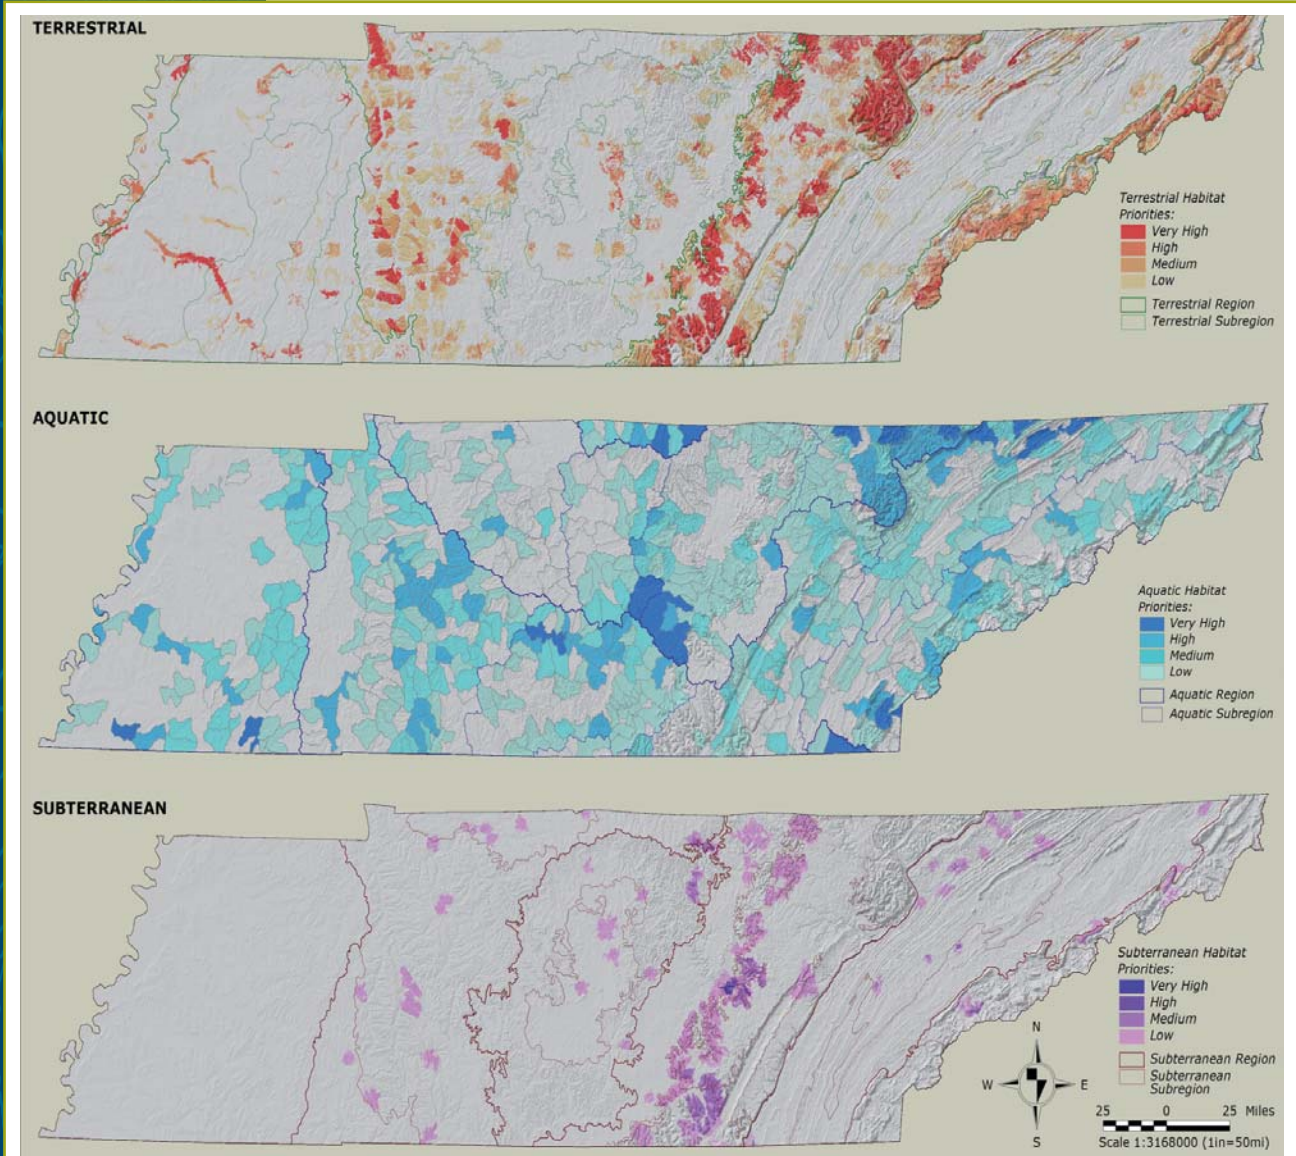 TERRESTRIAL
Terrestrial Habitat
Priorities:
Very High
High
Medium
Low
Terrestrial Region
Terrestrial Subregion
AQUATIC
Aquatic Habitat
Priorities:
Very High
High
Medium
Low
Aquatic Region
Aquatic Subregion
SUBTERRANEAN
Subterranean Habitat
Priorities:
Very High
High
Medium
Low
Subterranean Region
Subterranean
Subregion
N
W E
S
25 0 25 Miles
Scale 1:3168000 (1in=50mi)